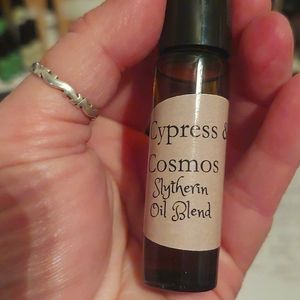 Cypress &
Cosmos
Slytherin
Oil Blend